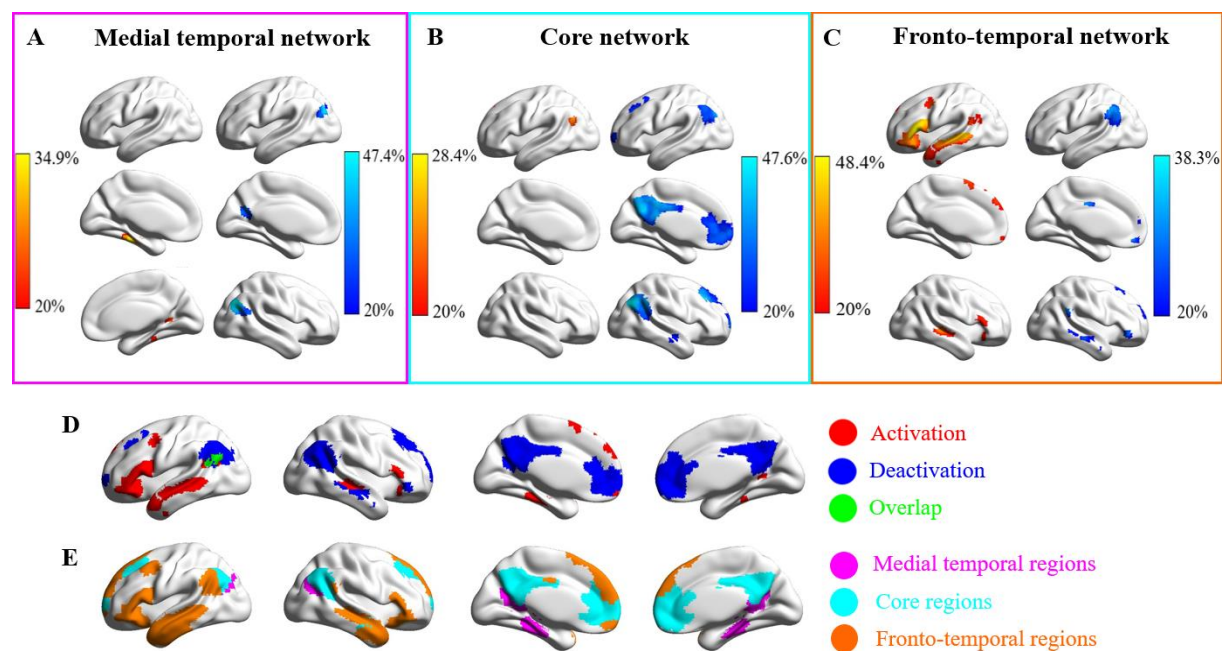 A Medial temporal network
B Core network
C Fronto-temporal network
34.9%
20%
47.4%
20%
28.4%
20%
47.6%
20%
48.4%
20%
38.3%
20%
D
Activation
Deactivation
Overlap
E
Medial temporal regions
Core regions
Fronto-temporal regions